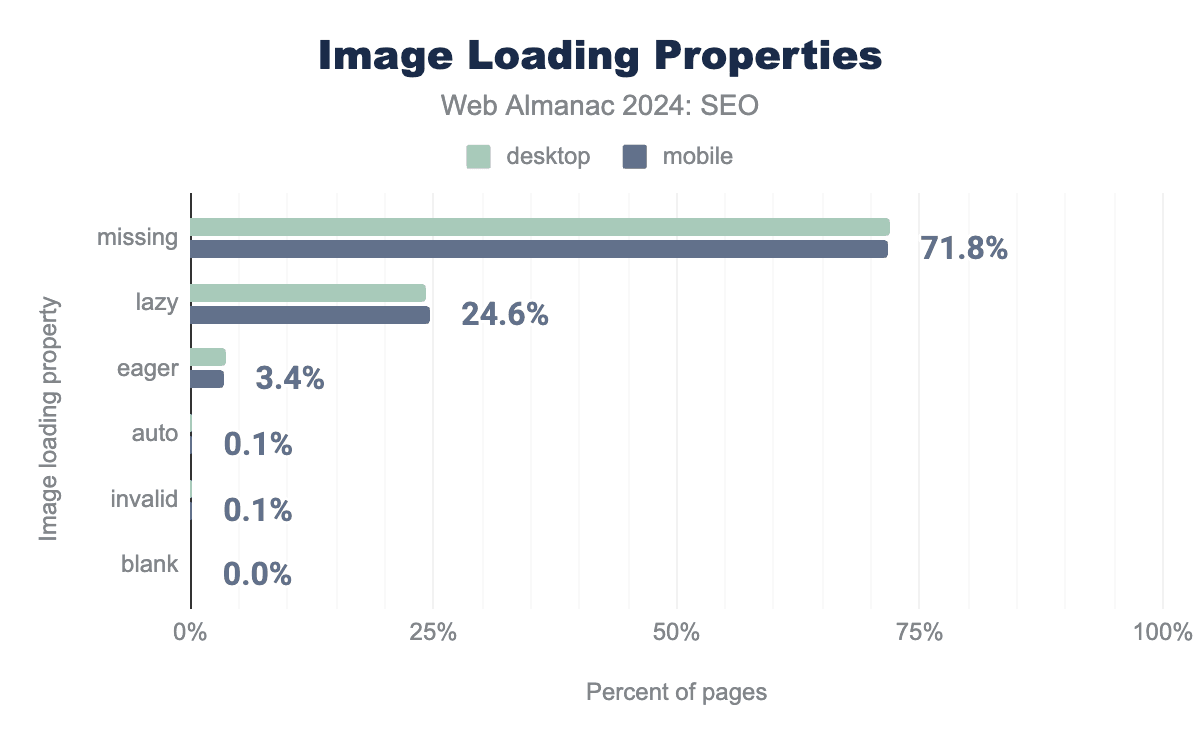 Image Loading Properties
Web Almanac 2024: SEO
desktop mobile
missing 71.8%
lazy 24.6%
eager 3.4%
auto 0.1%
invalid 0.1%
blank 0.0%
Image loading property
0% 25% 50% 75% 100%
Percent of pages